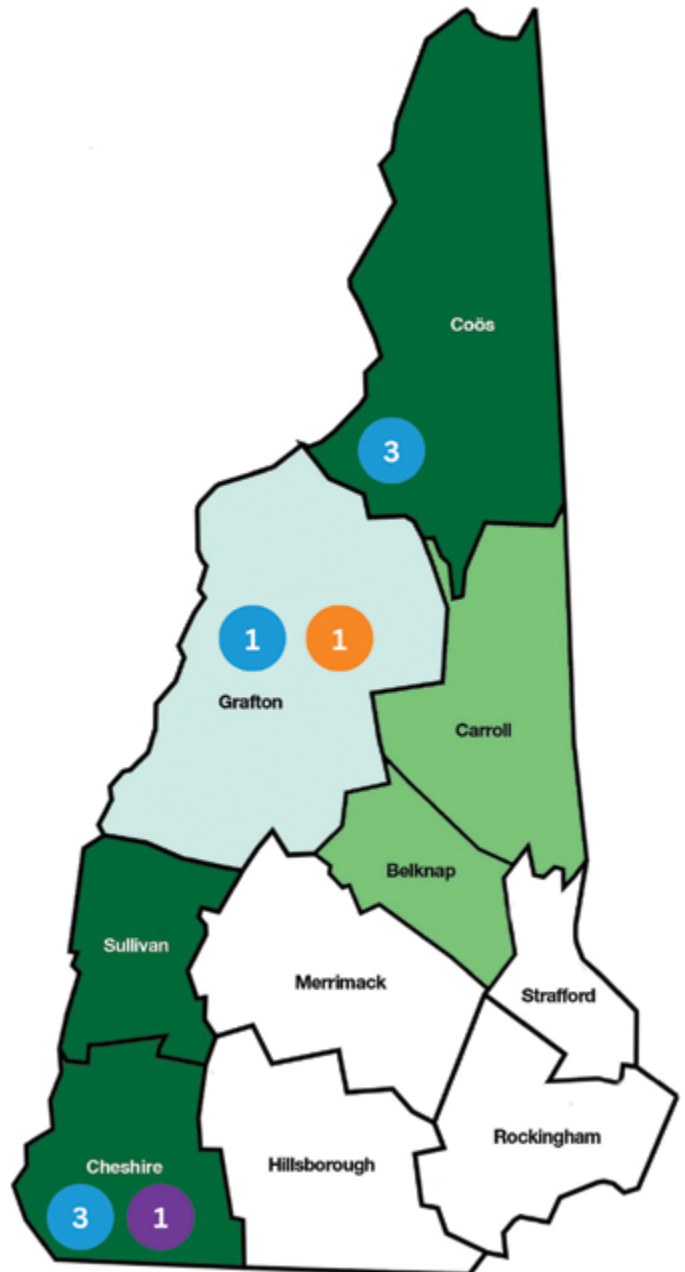 Coös
3
1 1
Grafton
Carroll
Belknap
Sullivan
Merrimack
Strafford
Rockingham
Hillsborough
Cheshire
3 1